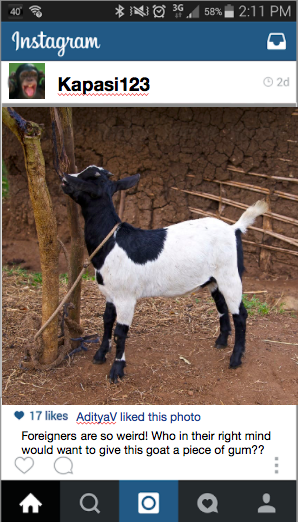 40° 3G 58% 2:11 PM
Instagram
Kapasi123 2d
17 likes AdityaV liked this photo
Foreigners are so weird! Who in their right mind
would want to give this goat a piece of gum??